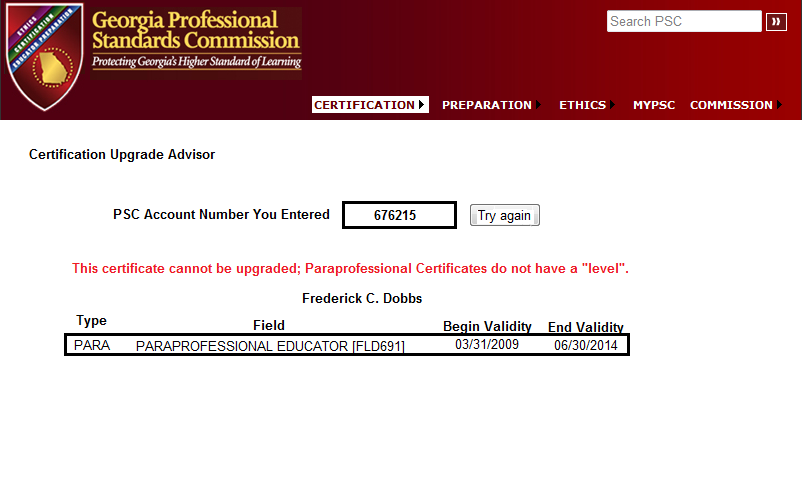 ETHICS
CERTIFICATION
EDUCATOR PREPARATION
Georgia Professional
Standards Commission
Protecting Georgia's Higher Standard of Learning
Search PSC
»
CERTIFICATION PREPARATION ETHICS MYPSC COMMISSION
Certification Upgrade Advisor
PSC Account Number You Entered 676215 Try again
This certificate cannot be upgraded; Paraprofessional Certificates do not have a "level".
Frederick C. Dobbs
Type Field Begin Validity End Validity
PARA PARAPROFESSIONAL EDUCATOR [FLD691] 03/31/2009 06/30/2014